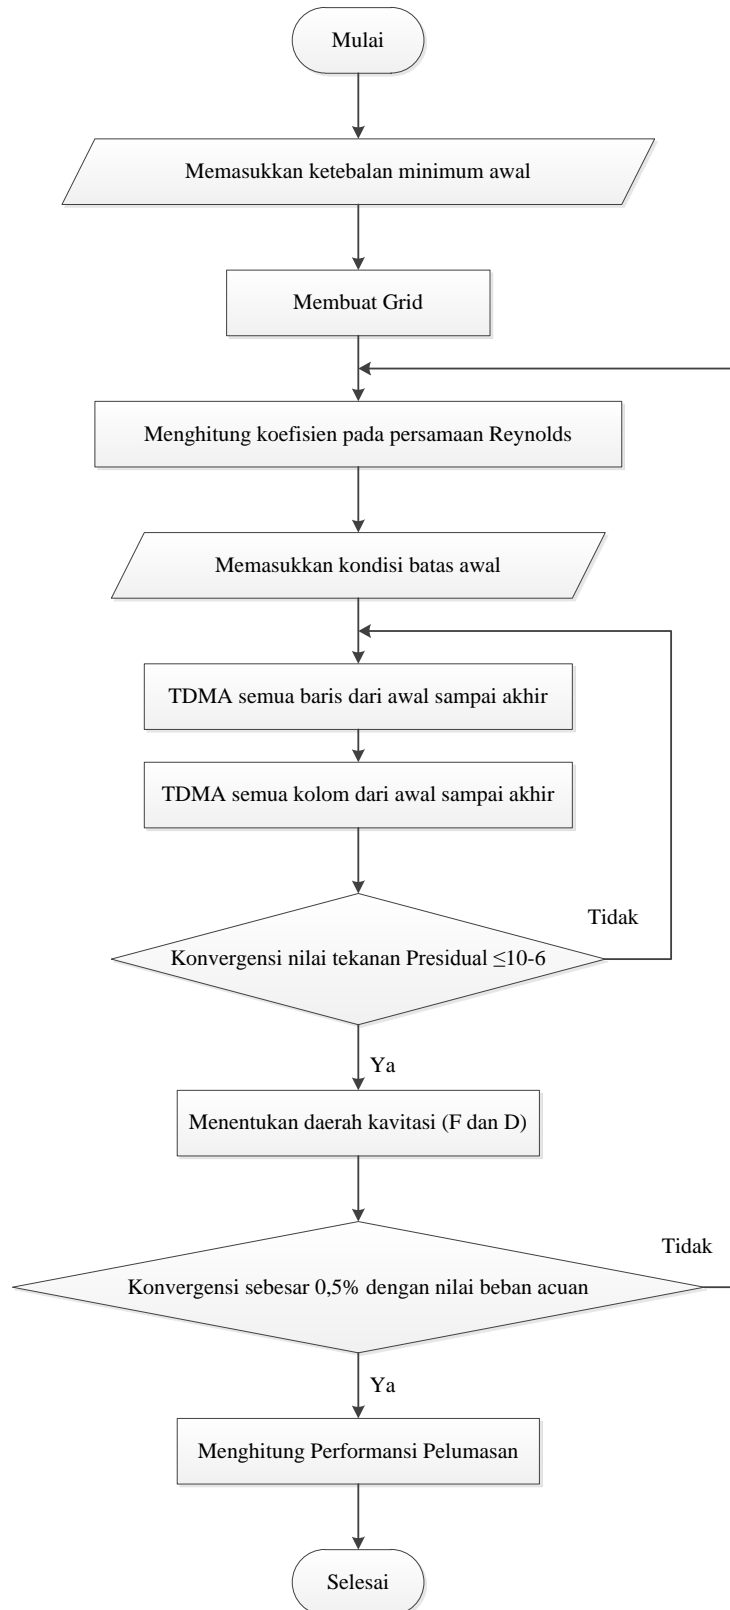 Mulai
Memasukkan ketebalan minimum awal
Membuat Grid
Menghitung koefisien pada persamaan Reynolds
Memasukkan kondisi batas awal
TDMA semua baris dari awal sampai akhir
TDMA semua kolom dari awal sampai akhir
Tidak
Konvergensi nilai tekanan Presidual ≤10-6
Ya
Menentukan daerah kavitasi (F dan D)
Tidak
Konvergensi sebesar 0,5% dengan nilai beban acuan
Ya
Menghitung Performansi Pelumasan
Selesai